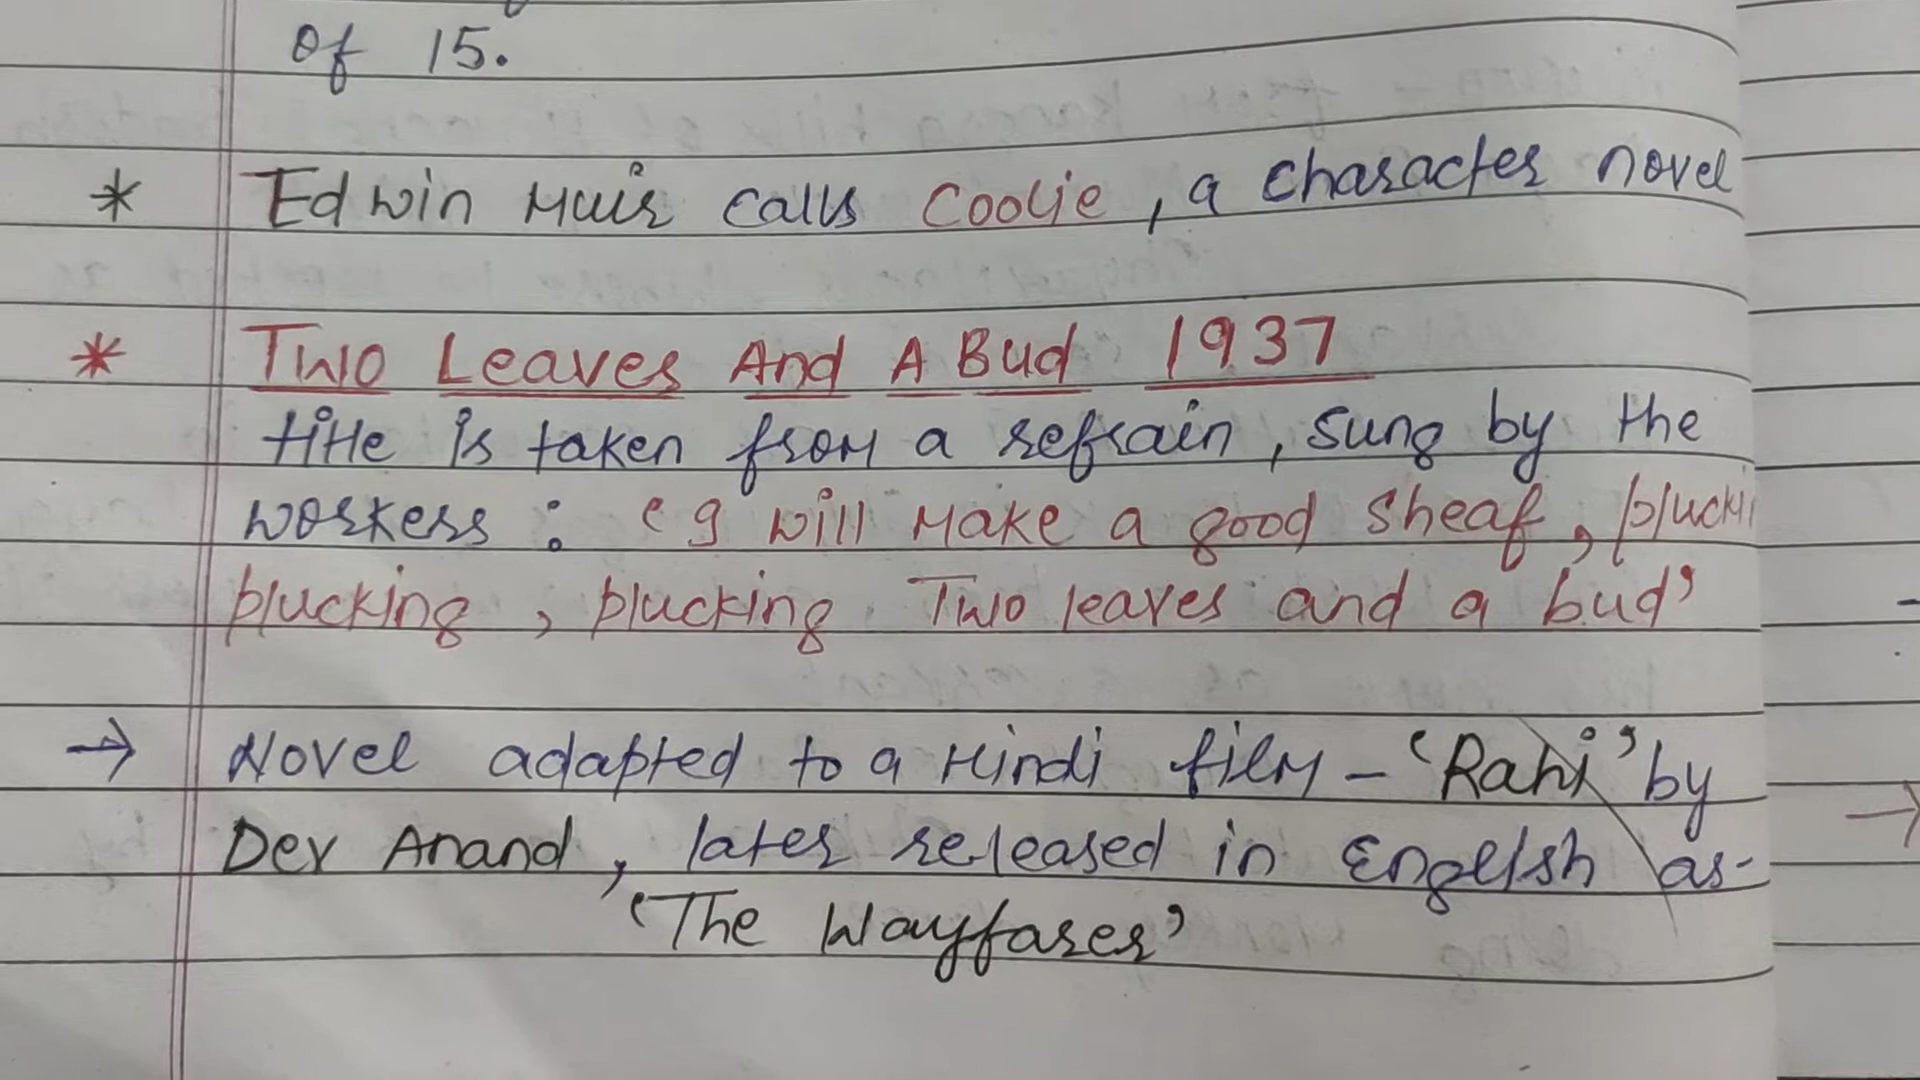 of 15.
* Edwin Muir calls Coolie, a character novel
* Two Leaves And A Bud 1937
title is taken from a refrain, sung by the
workers : 'I will make a good sheaf, plucki
plucking, plucking Two leaves and a bud'
→ Novel adapted to a Hindi film - 'Rahi' by
Dev Anand, later released in English as-
'The Wayfarer'